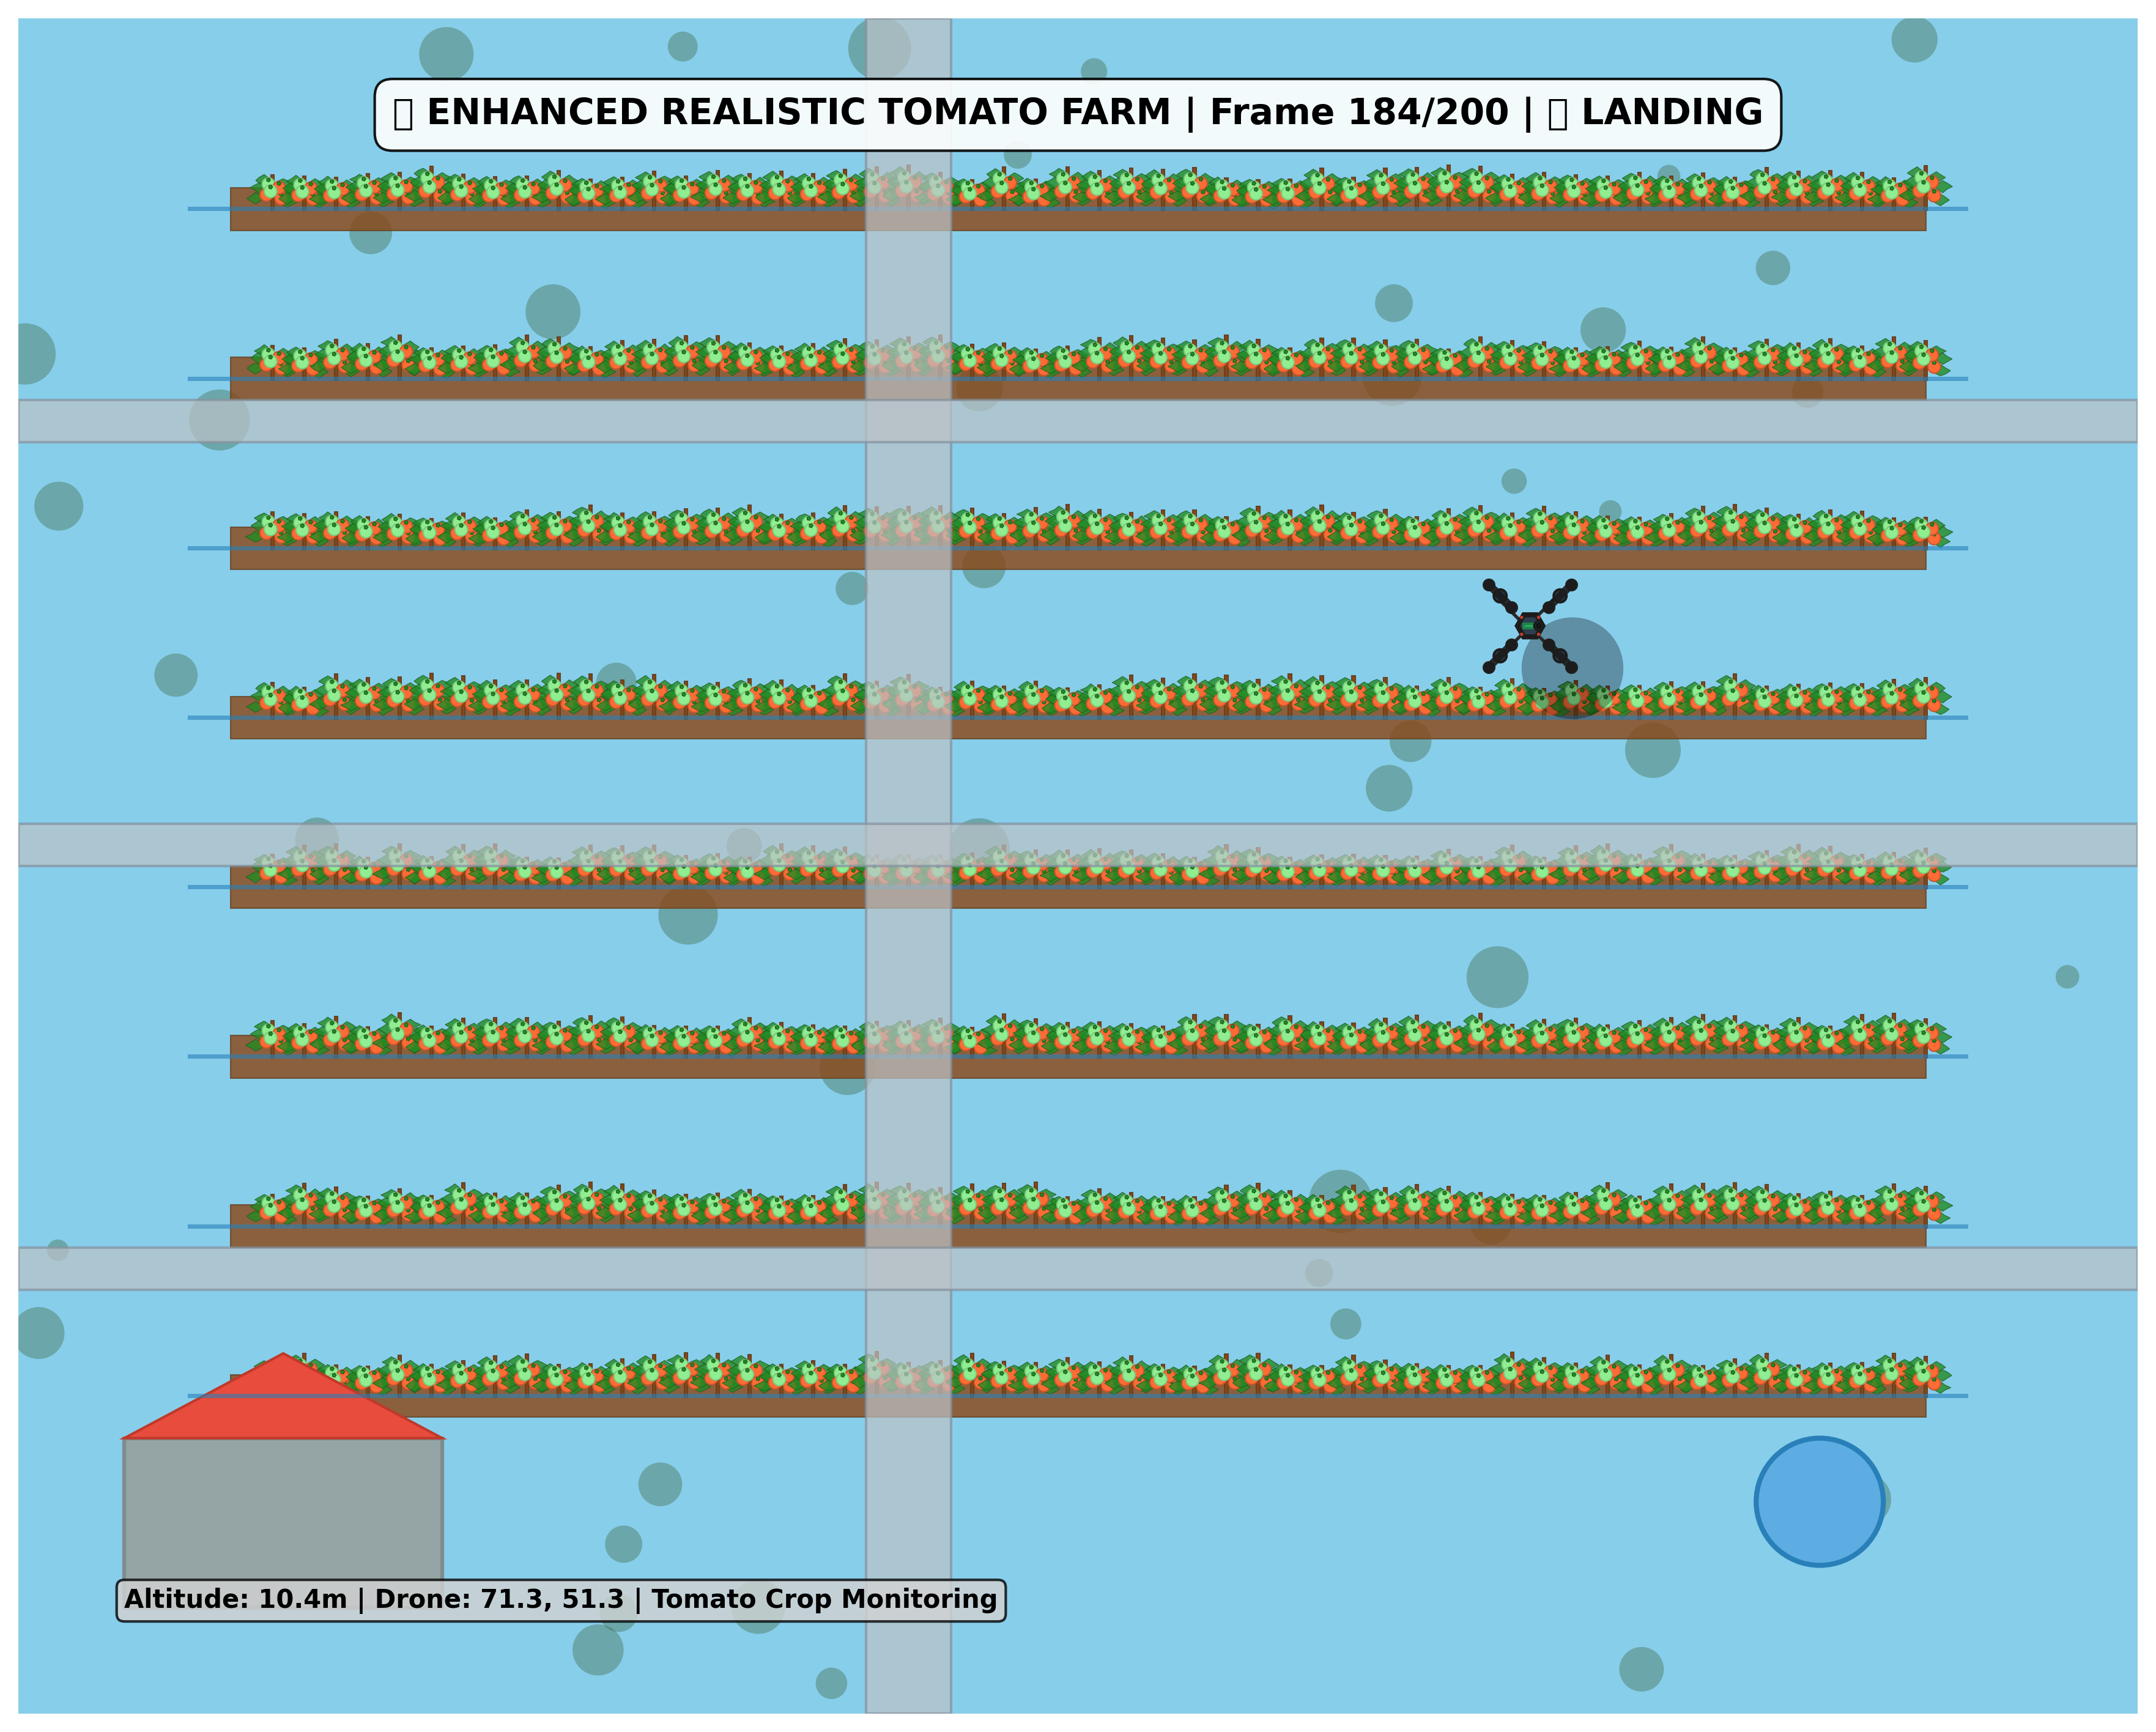 ▯ ENHANCED REALISTIC TOMATO FARM | Frame 184/200 | ▯ LANDING
Altitude: 10.4m | Drone: 71.3, 51.3 | Tomato Crop Monitoring